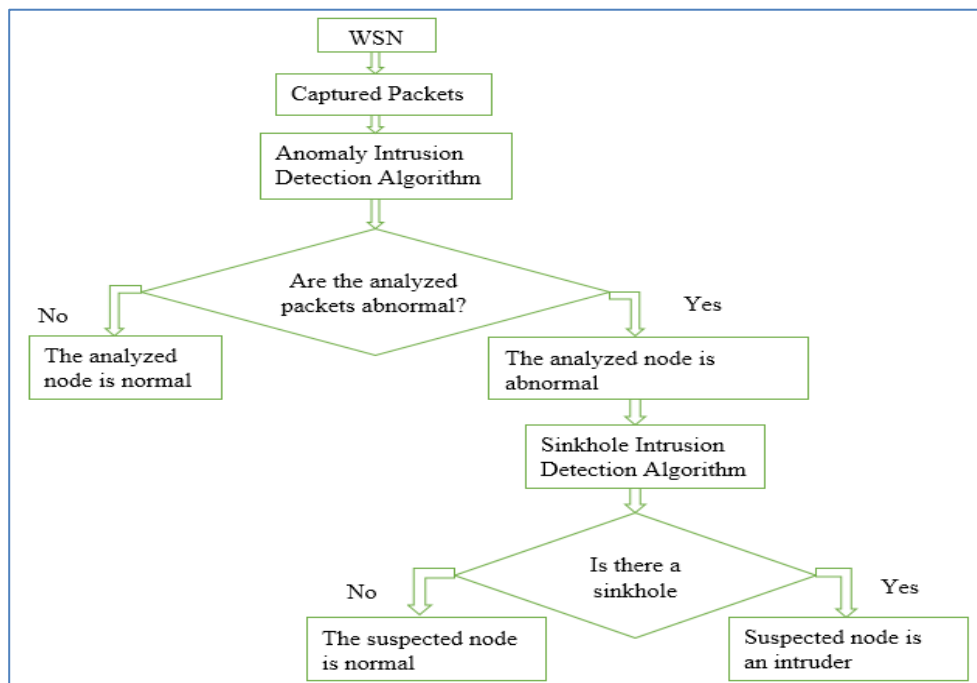 WSN
Captured Packets
Anomaly Intrusion
Detection Algorithm
Are the analyzed
packets abnormal?
No
Yes
The analyzed
node is normal
The analyzed node is
abnormal
Sinkhole Intrusion
Detection Algorithm
Is there a
sinkhole
No
Yes
The suspected node
is normal
Suspected node is
an intruder